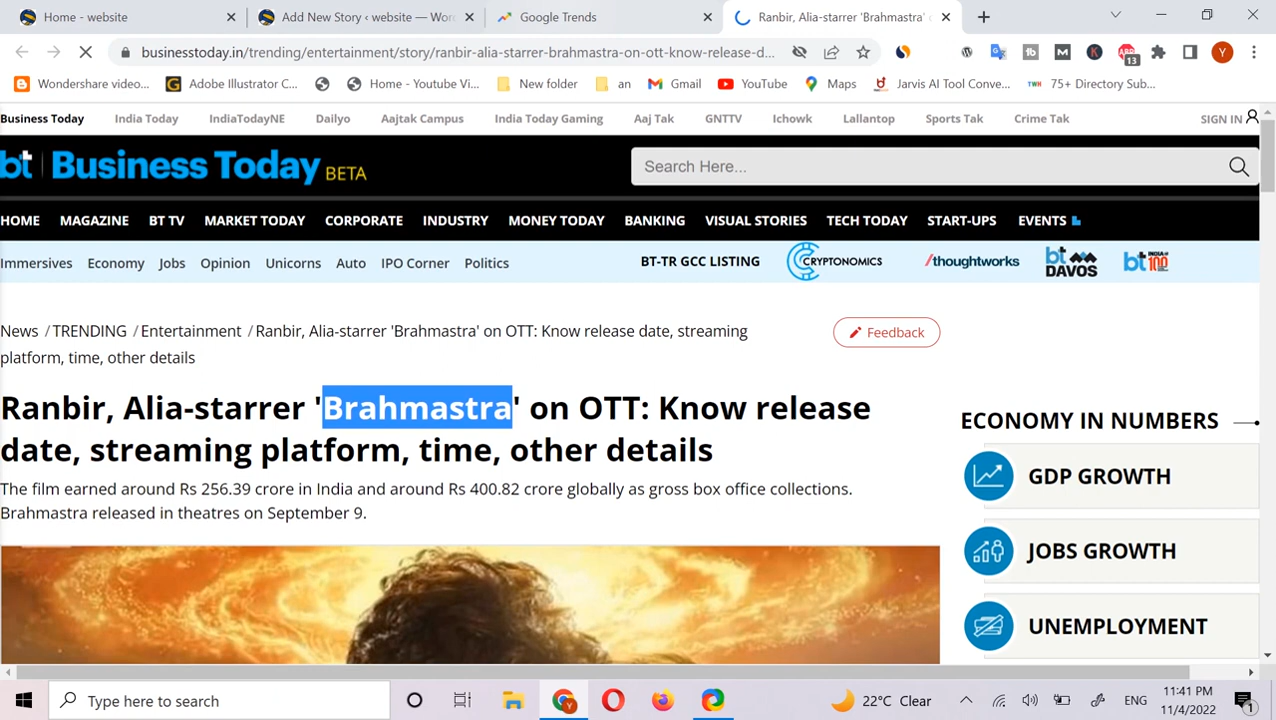 Home - website
Add New Story ‹ website — Wor
Google Trends
Ranbir, Alia-starrer 'Brahmastra'
businesstoday.in/trending/entertainment/story/ranbir-alia-starrer-brahmastra-on-ott-know-release-d...
Y
Wondershare video...
Adobe Illustrator C...
Home - Youtube Vi...
New folder
an
Gmail
YouTube
Maps
Jarvis AI Tool Conve...
75+ Directory Sub...
Business Today
India Today
IndiaTodayNE
Dailyo
Aajtak Campus
India Today Gaming
Aaj Tak
GNTTV
Ichowk
Lallantop
Sports Tak
Crime Tak
SIGN IN
bt Business Today BETA
Search Here...
HOME
MAGAZINE
BT TV
MARKET TODAY
CORPORATE
INDUSTRY
MONEY TODAY
BANKING
VISUAL STORIES
TECH TODAY
START-UPS
EVENTS
Immersives
Economy
Jobs
Opinion
Unicorns
Auto
IPO Corner
Politics
BT-TR GCC LISTING
CRYPTONOMICS
/thoughtworks
bt DAVOS
bt INDIA 100
News / TRENDING / Entertainment / Ranbir, Alia-starrer 'Brahmastra' on OTT: Know release date, streaming
platform, time, other details
Feedback
Ranbir, Alia-starrer 'Brahmastra' on OTT: Know release
date, streaming platform, time, other details
The film earned around Rs 256.39 crore in India and around Rs 400.82 crore globally as gross box office collections.
Brahmastra released in theatres on September 9.
ECONOMY IN NUMBERS
GDP GROWTH
JOBS GROWTH
UNEMPLOYMENT
Type here to search
22°C Clear
ENG
11:41 PM
11/4/2022